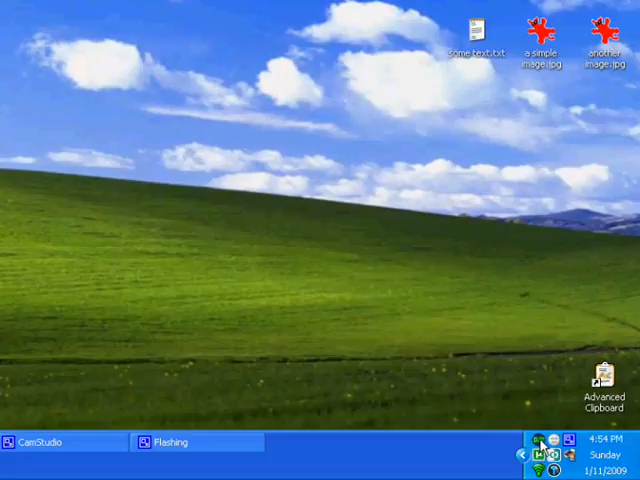 some text.txt
a simple
image.jpg
another
image.jpg
Advanced
Clipboard
CamStudio
Flashing
4:54 PM
Sunday
1/11/2009